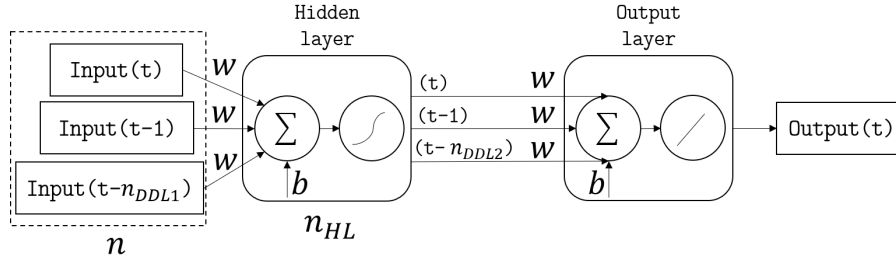 Hidden
layer
Output
layer
Input(t)
w
(t)
w
Input(t-1)
w
∑
(t-1)
w
∑
Output(t)
w
(t- n_DDL2)
w
Input(t-n_DDL1)
b
b
n
n_HL